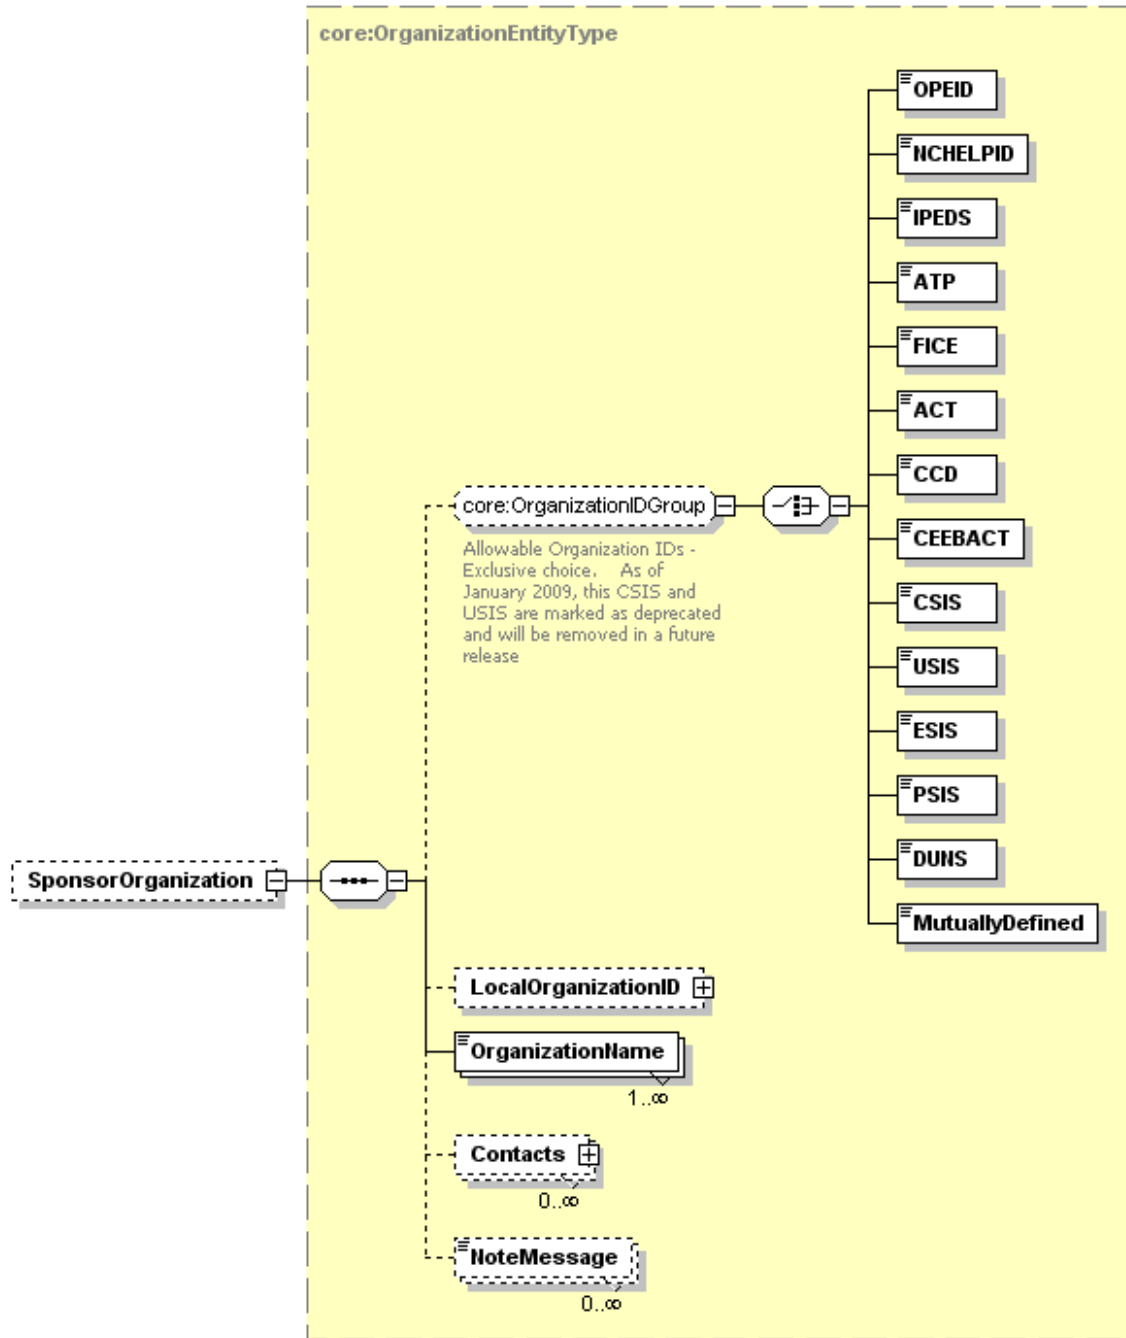 core:OrganizationEntityType
OPEID
NCHELPID
IPEDS
ATP
FICE
ACT
CCD
CEEBACT
CSIS
USIS
ESIS
PSIS
DUNS
MutuallyDefined
core:OrganizationIDGroup
Allowable Organization IDs -
Exclusive choice.    As of
January 2009, this CSIS and
USIS are marked as deprecated
and will be removed in a future
release
SponsorOrganization
LocalOrganizationID
OrganizationName
1..∞
Contacts
0..∞
NoteMessage
0..∞